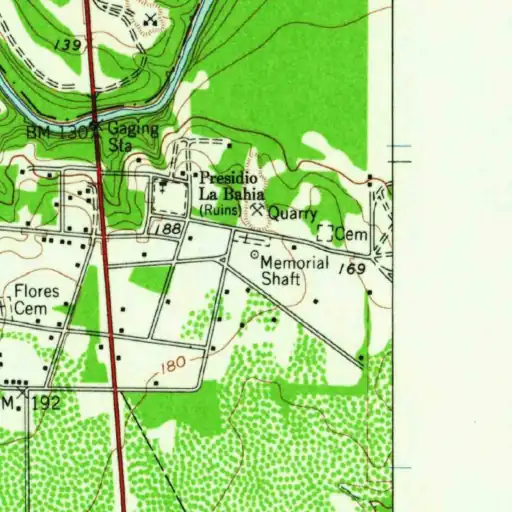 139
BM 130
Gaging
Sta
Presidio
La Bahia
(Ruins)
Quarry
188
Cem
169
Memorial
Shaft
Flores
Cem
180
M 192